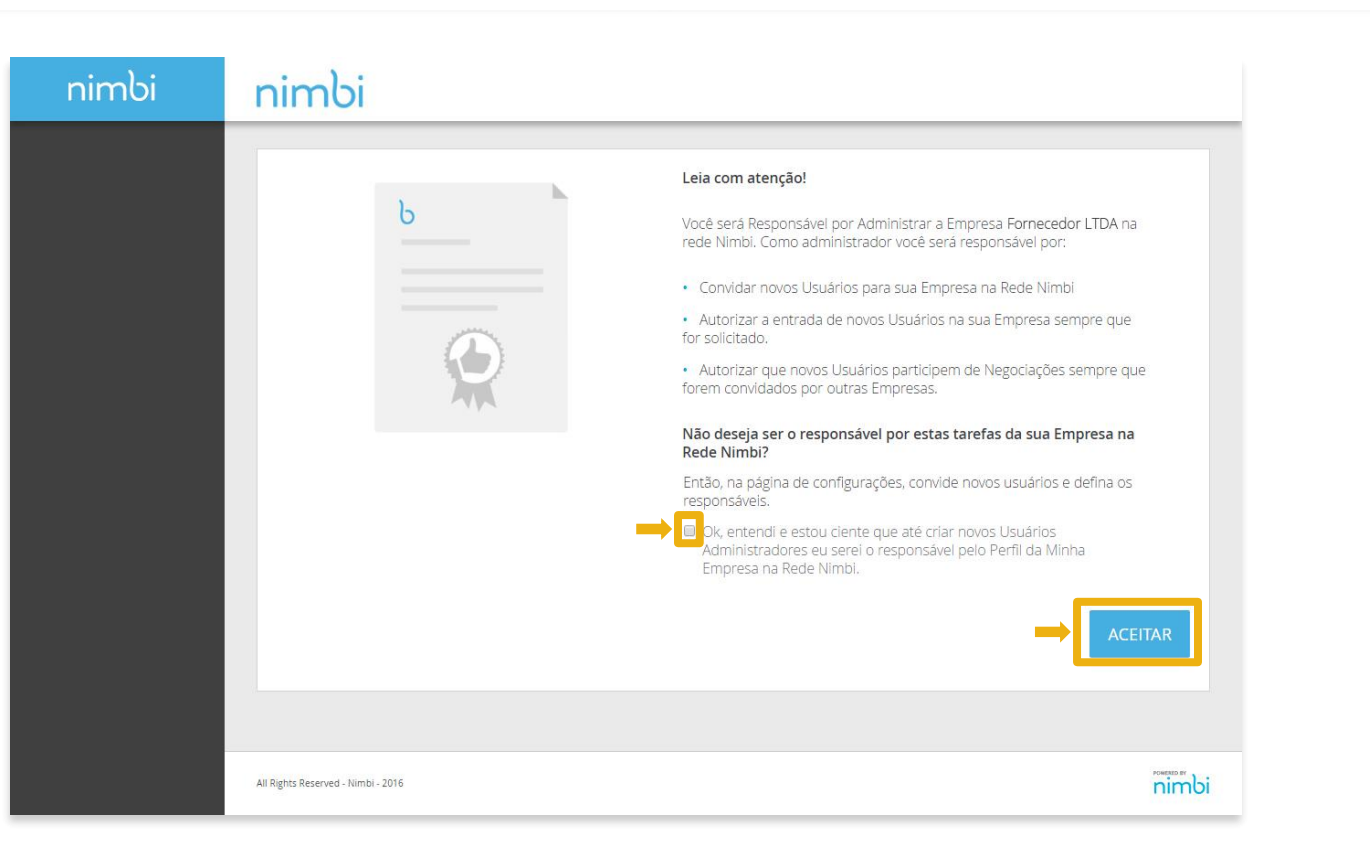 nimbi
nimbi
b
Leia com atenção!
Você será Responsável por Administrar a Empresa Fornecedor LTDA na
rede Nimbi. Como administrador você será responsável por:
• Convidar novos Usuários para sua Empresa na Rede Nimbi
• Autorizar a entrada de novos Usuários na sua Empresa sempre que
for solicitado.
• Autorizar que novos Usuários participem de Negociações sempre que
forem convidados por outras Empresas.
Não deseja ser o responsável por estas tarefas da sua Empresa na
Rede Nimbi?
Então, na página de configurações, convide novos usuários e defina os
responsáveis.
Ok, entendi e estou ciente que até criar novos Usuários
Administradores eu serei o responsável pelo Perfil da Minha
Empresa na Rede Nimbi.
ACEITAR
All Rights Reserved - Nimbi - 2016
POWERED BY
nimbi